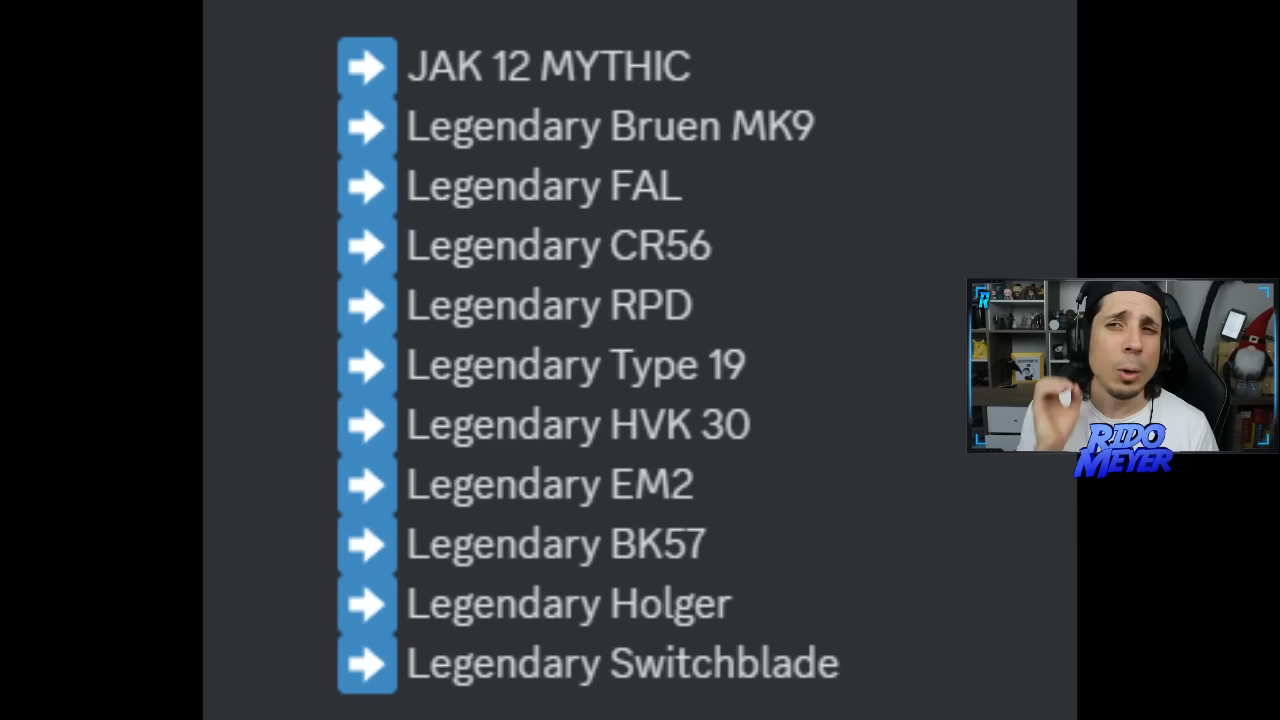 JAK 12 MYTHIC
Legendary Bruen MK9
Legendary FAL
Legendary CR56
Legendary RPD
Legendary Type 19
Legendary HVK 30
Legendary EM2
Legendary BK57
Legendary Holger
Legendary Switchblade
R
RIDO
MEYER